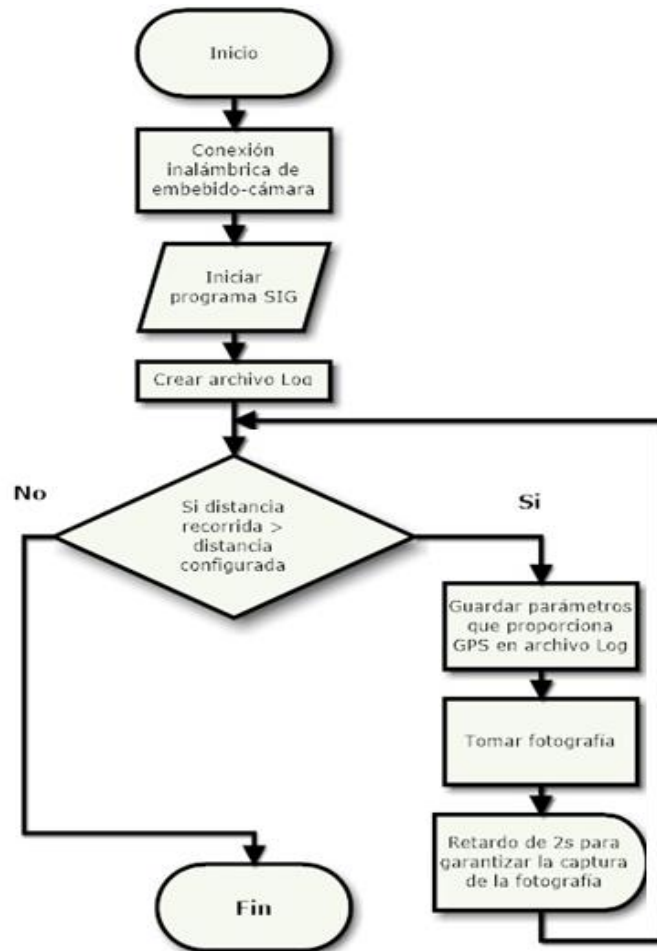 Inicio
Conexión
inalámbrica de
embebido-cámara
Iniciar
programa SIG
Crear archivo Log
No
Si distancia
recorrida >
distancia
configurada
Si
Guardar parámetros
que proporciona
GPS en archivo Log
Tomar fotografía
Retardo de 2s para
garantizar la captura
de la fotografía
Fin